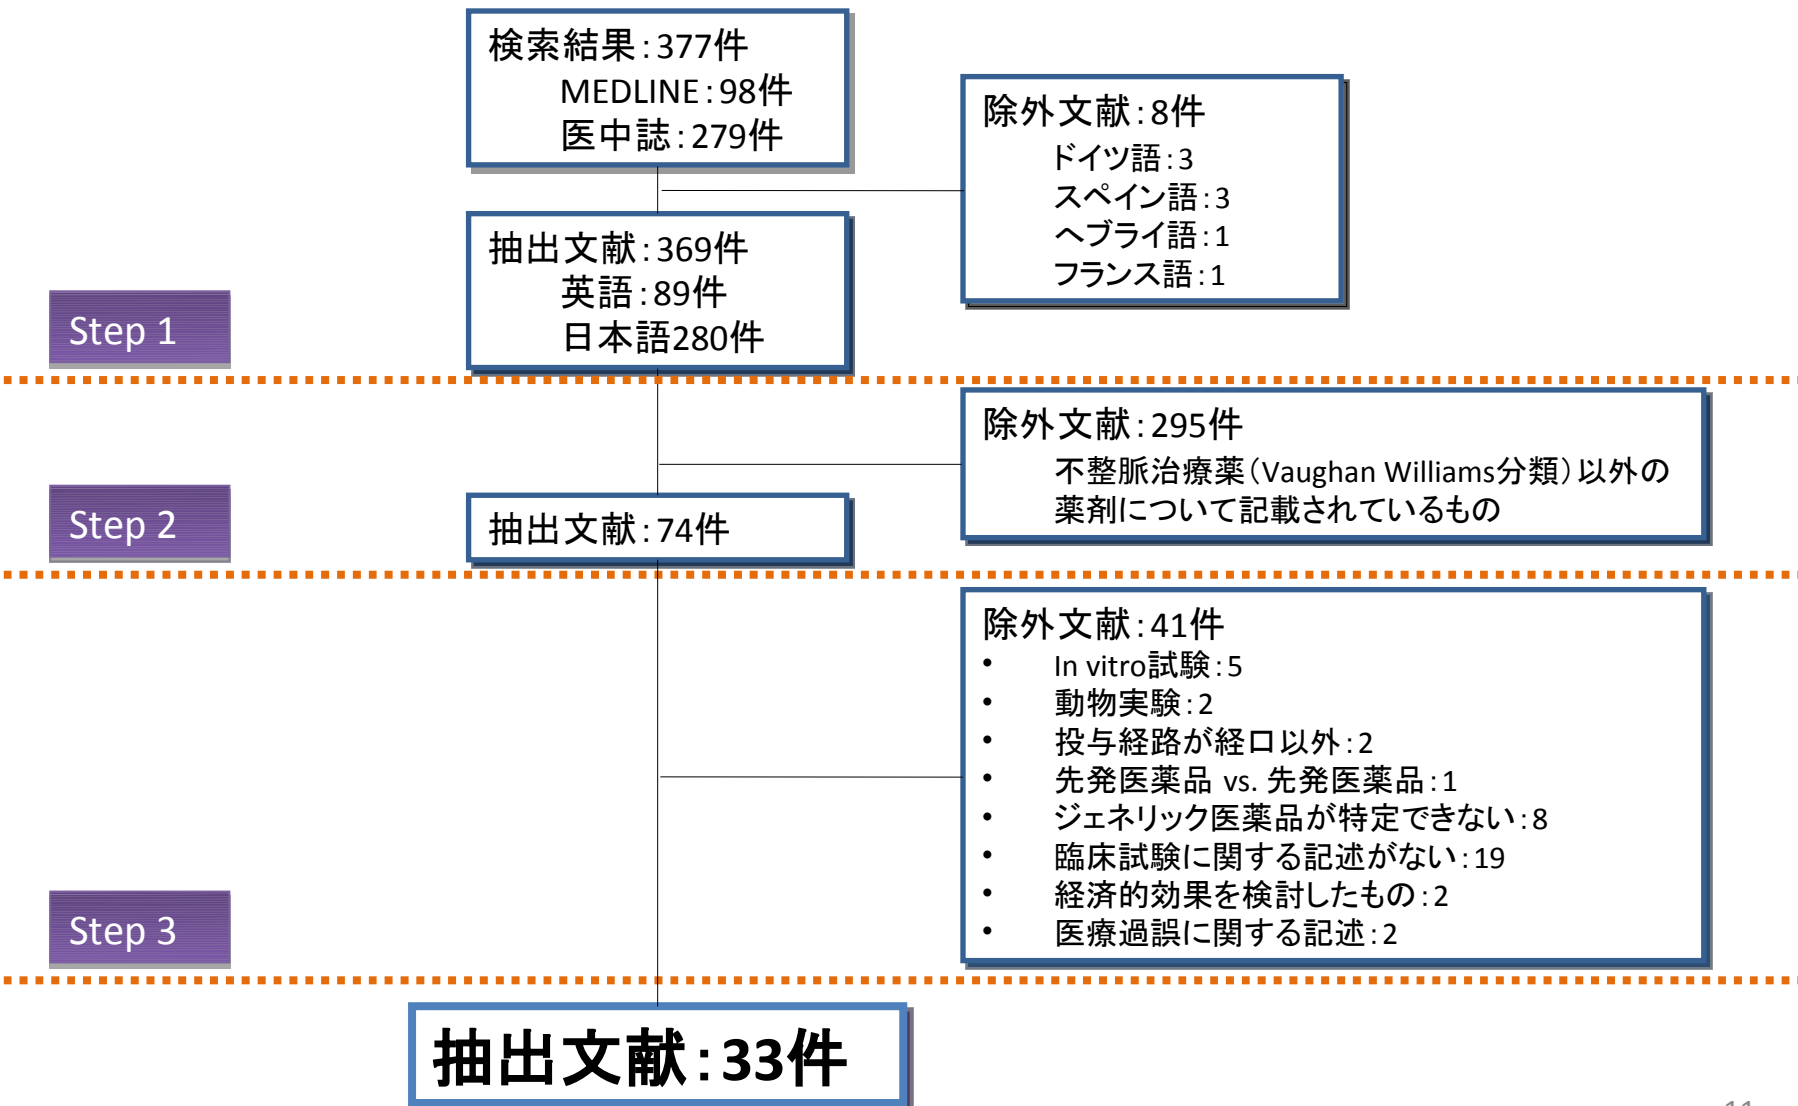 検索結果：377件
MEDLINE：98件
医中誌：279件
除外文献：8件
ドイツ語：3
スペイン語：3
ヘブライ語：1
フランス語：1
抽出文献：369件
英語：89件
日本語280件
Step 1
除外文献：295件
不整脈治療薬（Vaughan Williams分類）以外の
薬剤について記載されているもの
Step 2
抽出文献：74件
除外文献：41件
• In vitro試験：5
• 動物実験：2
• 投与経路が経口以外：2
• 先発医薬品 vs. 先発医薬品：1
• ジェネリック医薬品が特定できない：8
• 臨床試験に関する記述がない：19
• 経済的効果を検討したもの：2
• 医療過誤に関する記述：2
Step 3
抽出文献：33件
11